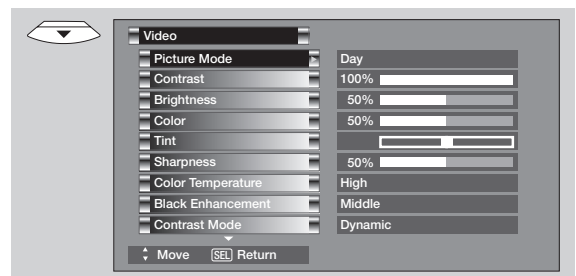 Video
Picture Mode Day
Contrast 100%
Brightness 50%
Color 50%
Tint
Sharpness 50%
Color Temperature High
Black Enhancement Middle
Contrast Mode Dynamic
Move SEL Return